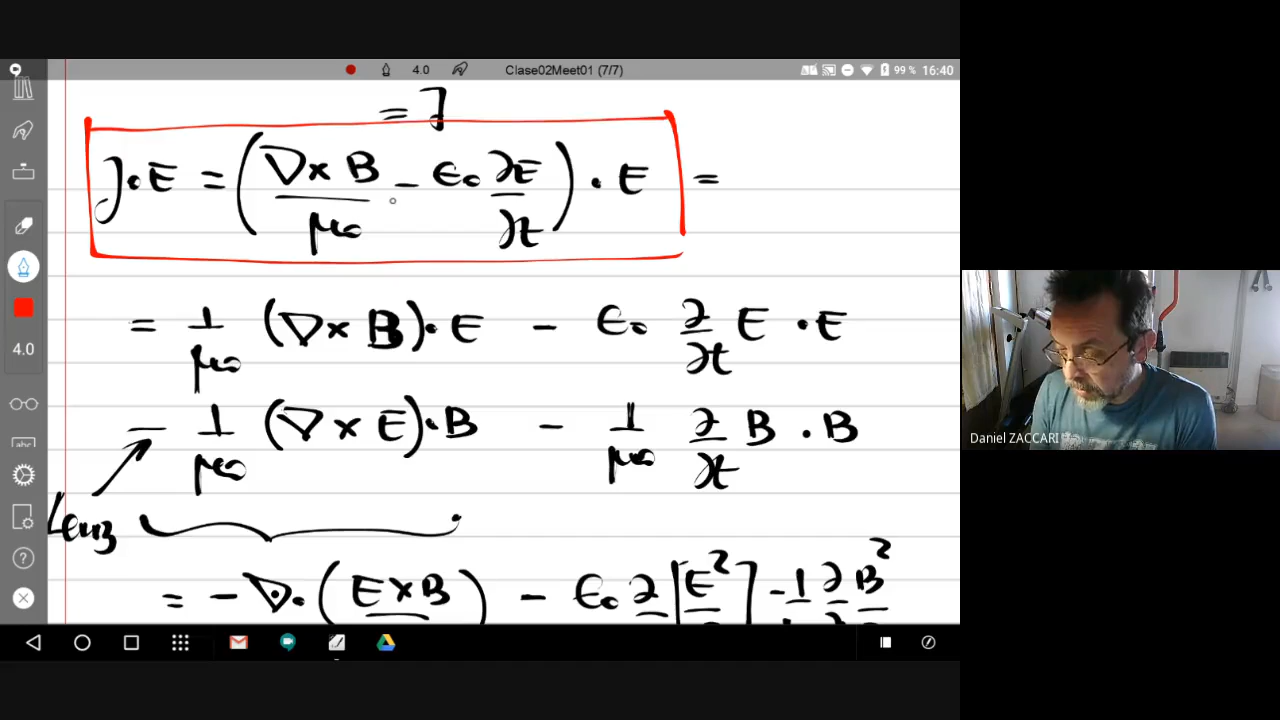 4.0 Clase02Meet01 (7/7) 99 % 16:40
= J
J·E = (∇×B/μ₀ − ε₀ ∂E/∂t) · E =
= 1/μ₀ (∇×B)·E − ε₀ ∂/∂t E · E
− 1/μ₀ (∇×E)·B − 1/μ₀ ∂/∂t B · B
4.0
abc
Lenz
= −∇·(E×B) − ε₀ ∂ [E²] − 1 ∂ B²
Daniel ZACCARI